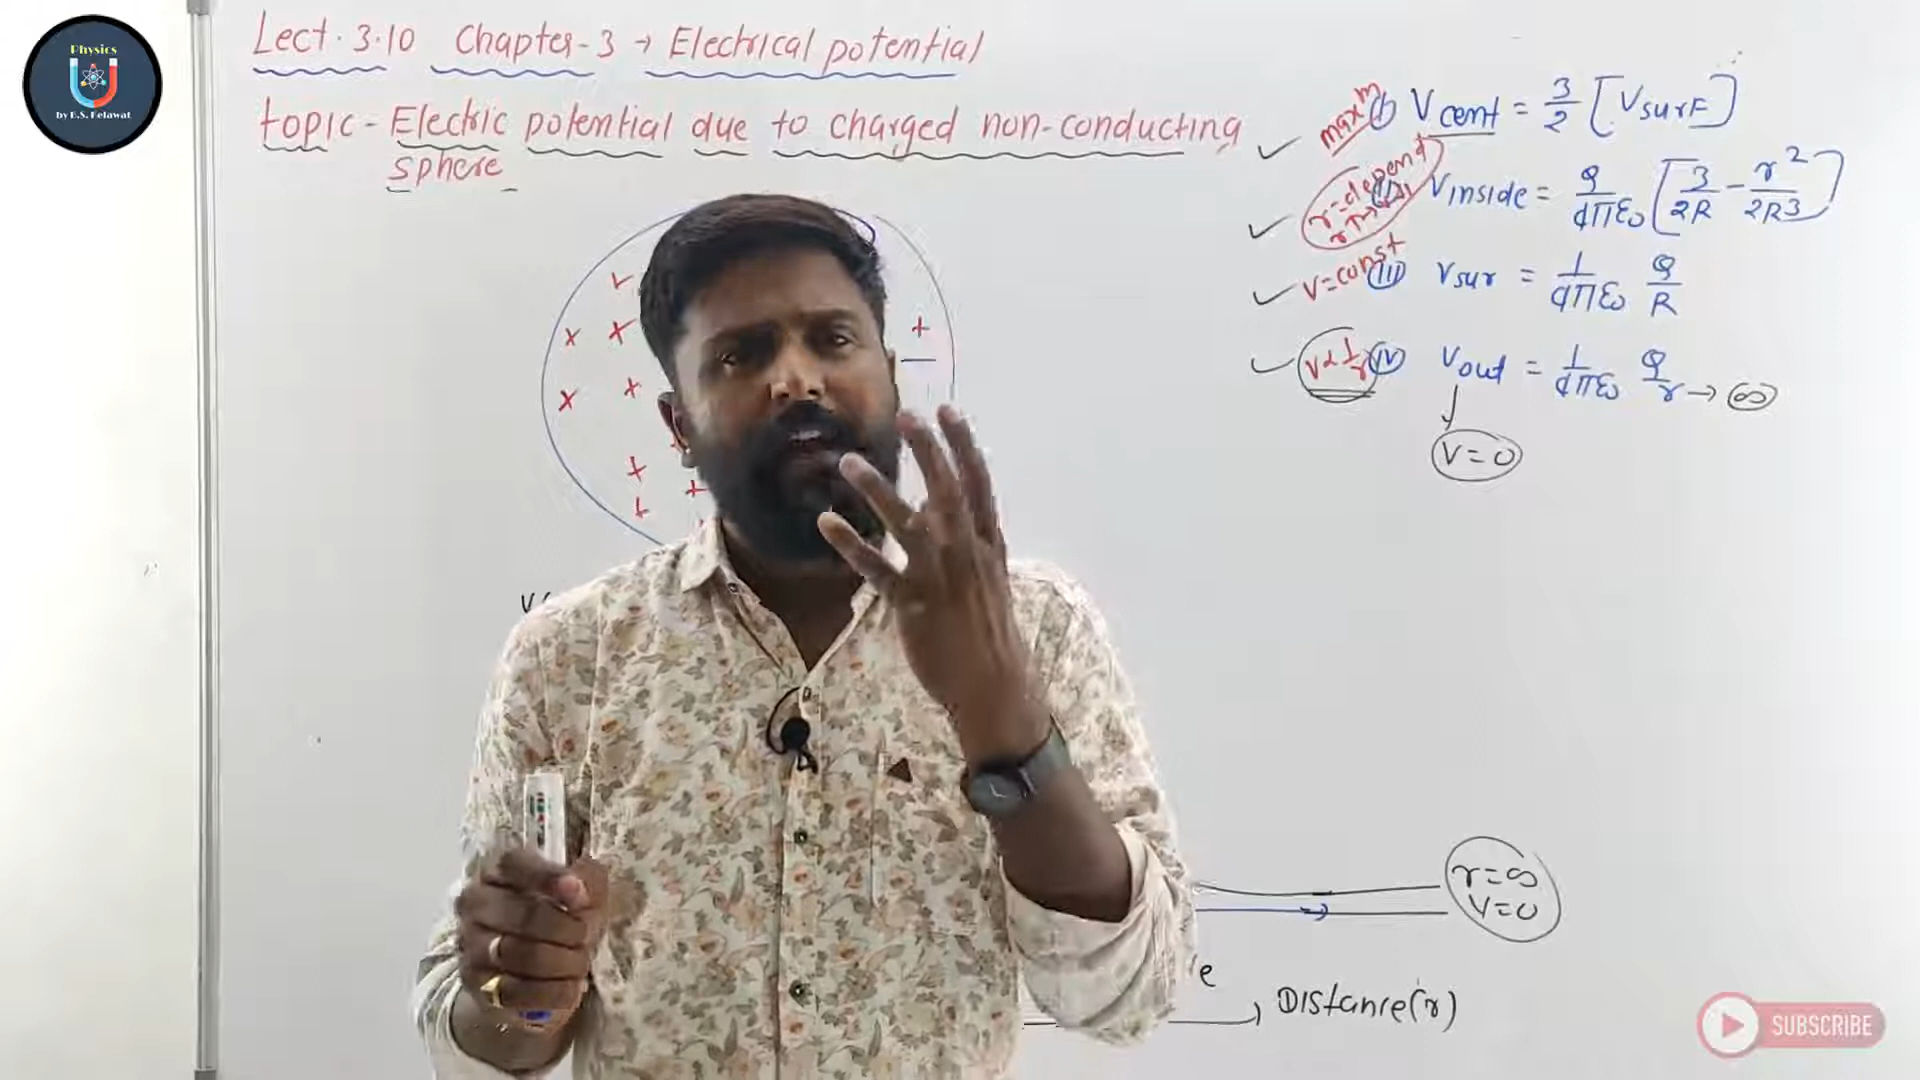 Physics
by B.S. Kelawat
Lect. 3.10 Chapter-3 → Electrical potential
topic - Electric potential due to charged non-conducting
sphere
maxᵐ (i) Vcent = 3/2 [Vsurf]
r=depend (ii) Vinside = Q/4πε₀ [3/2R - r²/2R³]
V=const (iii) Vsur = 1/4πε₀ Q/R
V∝1/r (iv) Vout = 1/4πε₀ Q/r → ∞
V=0
r=∞
V=0
Distance(r)
SUBSCRIBE